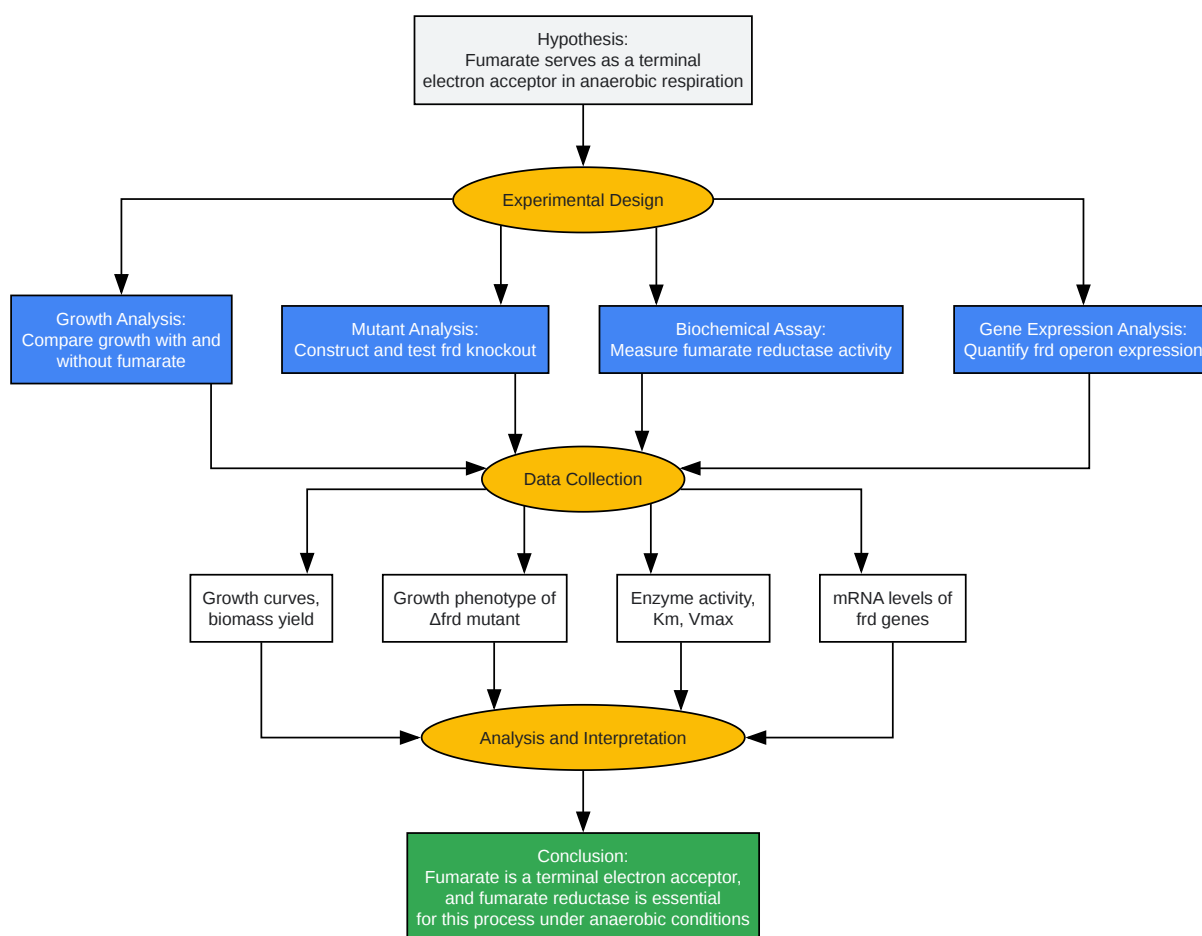 Hypothesis:
Fumarate serves as a terminal
electron acceptor in anaerobic respiration
Experimental Design
Growth Analysis:
Compare growth with and
without fumarate
Mutant Analysis:
Construct and test frd knockout
Biochemical Assay:
Measure fumarate reductase activity
Gene Expression Analysis:
Quantify frd operon expression
Data Collection
Growth curves,
biomass yield
Growth phenotype of
Δfrd mutant
Enzyme activity,
Km, Vmax
mRNA levels of
frd genes
Analysis and Interpretation
Conclusion:
Fumarate is a terminal electron acceptor,
and fumarate reductase is essential
for this process under anaerobic conditions